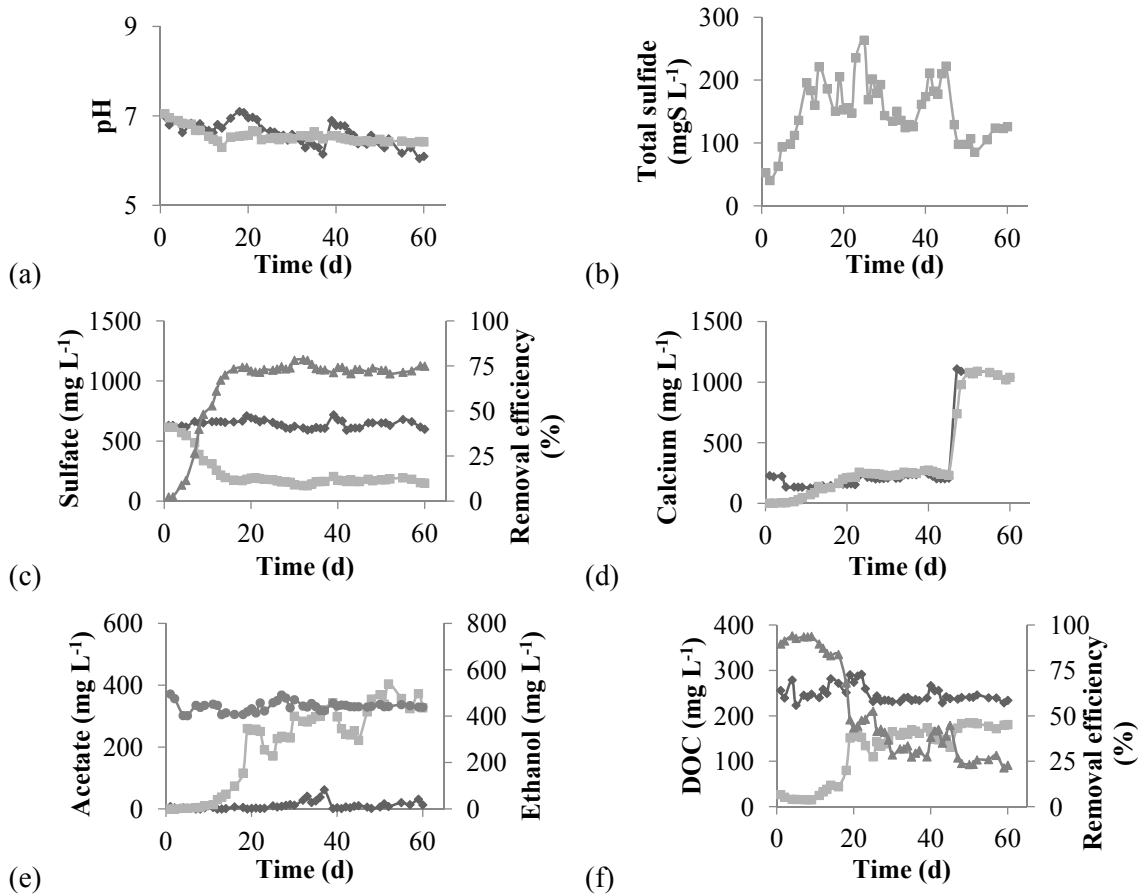 9
7
5
pH
0 20 40 60
Time (d)
(a)
300
200
100
0
Total sulfide
(mgS L-1)
0 20 40 60
Time (d)
(b)
1500
1000
500
0
Sulfate (mg L-1)
100
75
50
25
0
Removal efficiency
(%)
0 20 40 60
Time (d)
(c)
1500
1000
500
0
Calcium (mg L-1)
0 20 40 60
Time (d)
(d)
600
400
200
0
Acetate (mg L-1)
800
600
400
200
0
Ethanol (mg L-1)
0 20 40 60
Time (d)
(e)
400
300
200
100
0
DOC (mg L-1)
100
75
50
25
0
Removal efficiency
(%)
0 20 40 60
Time (d)
(f)